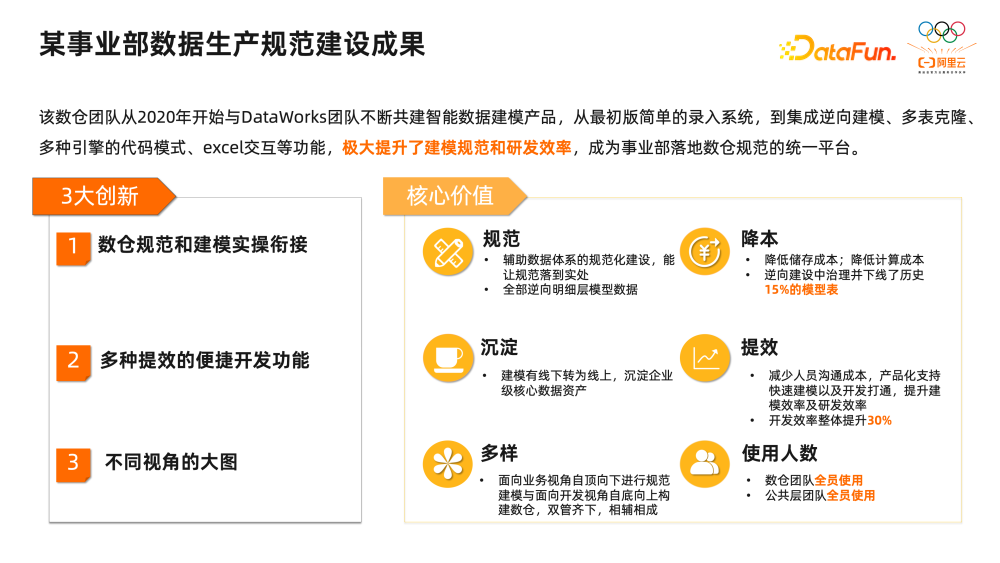 某事业部数据生产规范建设成果
DataFun.
阿里云
该数仓团队从2020年开始与DataWorks团队不断共建智能数据建模产品，从最初版简单的录入系统，到集成逆向建模、多表克隆、
多种引擎的代码模式、excel交互等功能，极大提升了建模规范和研发效率，成为事业部落地数仓规范的统一平台。
3大创新
1
数仓规范和建模实操衔接
2
多种提效的便捷开发功能
3
不同视角的大图
核心价值
规范
• 辅助数据体系的规范化建设，能
让规范落到实处
• 全部逆向明细层模型数据
降本
• 降低储存成本；降低计算成本
• 逆向建设中治理并下线了历史
15%的模型表
沉淀
• 建模有线下转为线上，沉淀企业
级核心数据资产
提效
• 减少人员沟通成本，产品化支持
快速建模以及开发打通，提升建
模效率及研发效率
• 开发效率整体提升30%
多样
• 面向业务视角自顶向下进行规范
建模与面向开发视角自底向上构
建数仓，双管齐下，相辅相成
使用人数
• 数仓团队全员使用
• 公共层团队全员使用